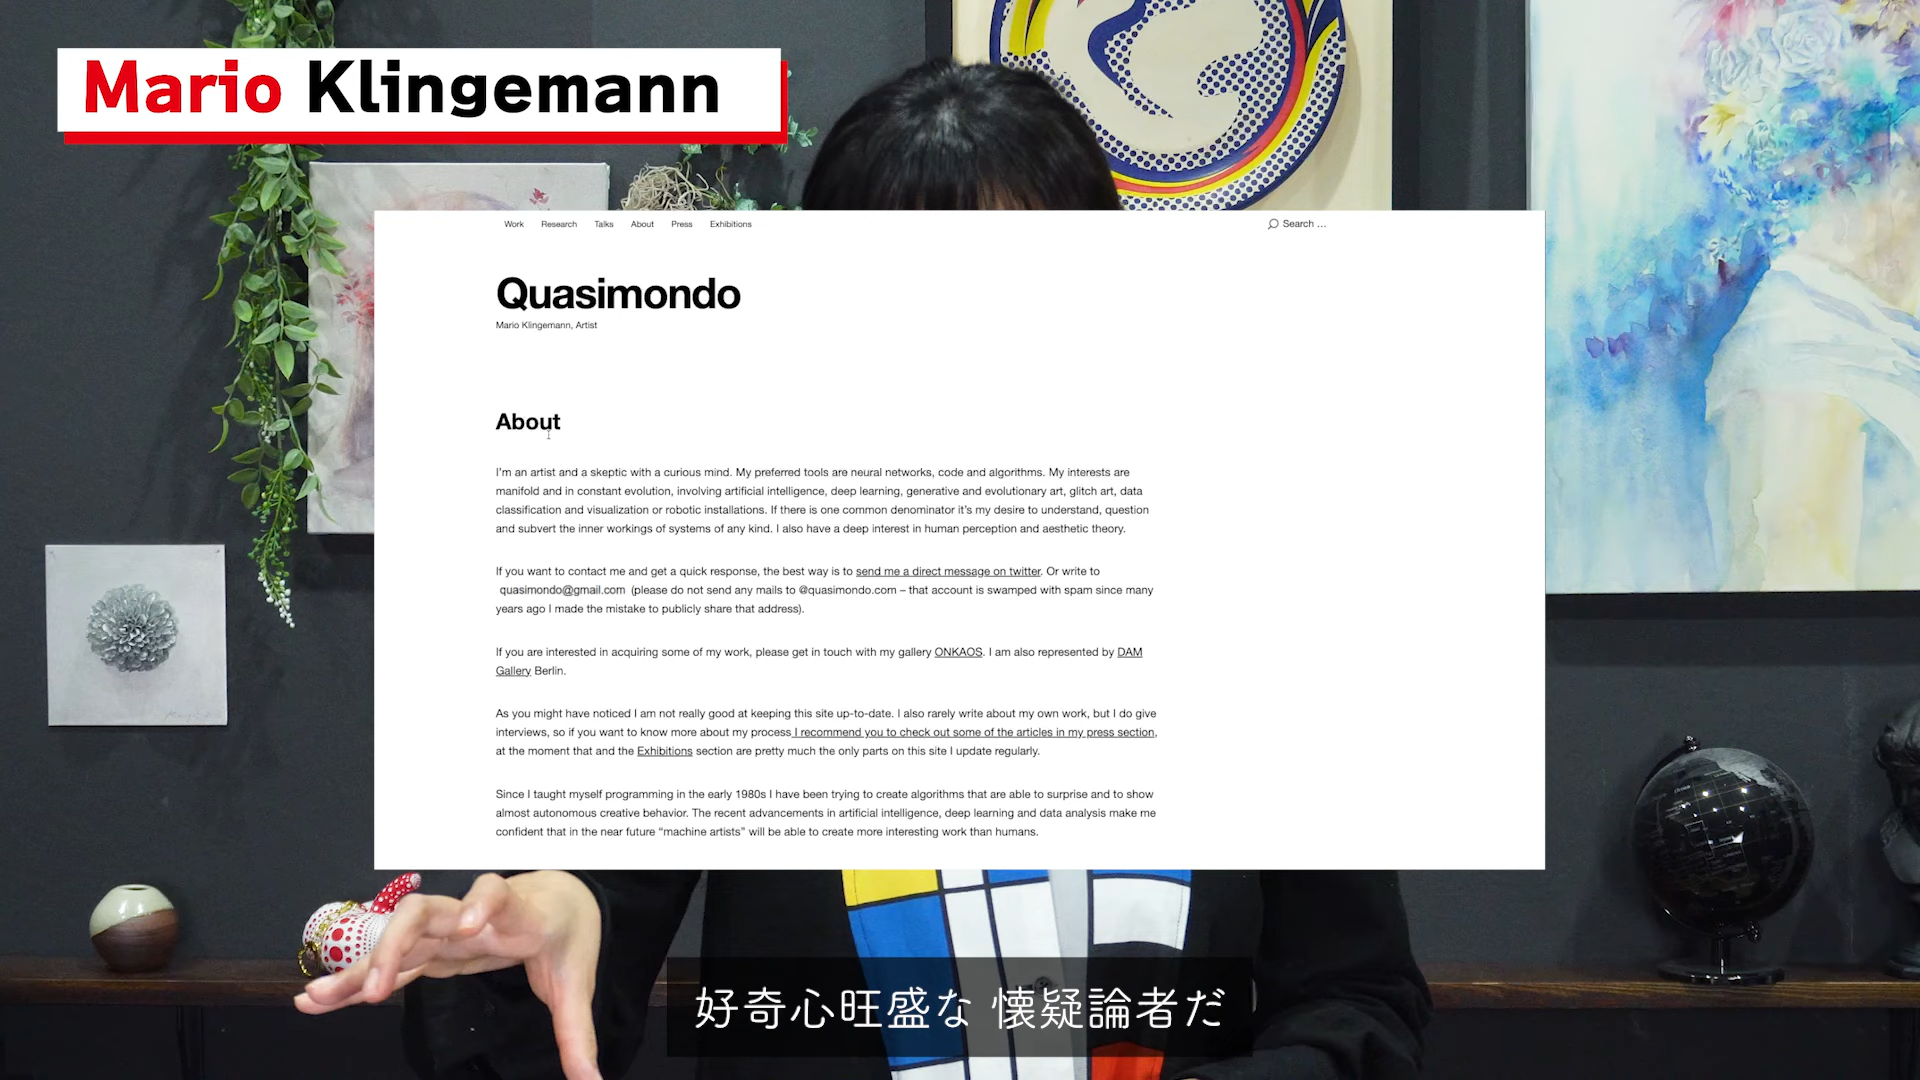 Mario Klingemann
Work Research Talks About Press Exhibitions Search ...
Quasimondo
Mario Klingemann, Artist
About
I'm an artist and a skeptic with a curious mind. My preferred tools are neural networks, code and algorithms. My interests are
manifold and in constant evolution, involving artificial intelligence, deep learning, generative and evolutionary art, glitch art, data
classification and visualization or robotic installations. If there is one common denominator it's my desire to understand, question
and subvert the inner workings of systems of any kind. I also have a deep interest in human perception and aesthetic theory.
If you want to contact me and get a quick response, the best way is to send me a direct message on twitter. Or write to
quasimondo@gmail.com (please do not send any mails to @quasimondo.com – that account is swamped with spam since many
years ago I made the mistake to publicly share that address).
If you are interested in acquiring some of my work, please get in touch with my gallery ONKAOS. I am also represented by DAM
Gallery Berlin.
As you might have noticed I am not really good at keeping this site up-to-date. I also rarely write about my own work, but I do give
interviews, so if you want to know more about my process I recommend you to check out some of the articles in my press section,
at the moment that and the Exhibitions section are pretty much the only parts on this site I update regularly.
Since I taught myself programming in the early 1980s I have been trying to create algorithms that are able to surprise and to show
almost autonomous creative behavior. The recent advancements in artificial intelligence, deep learning and data analysis make me
confident that in the near future “machine artists” will be able to create more interesting work than humans.
好奇心旺盛な 懐疑論者だ